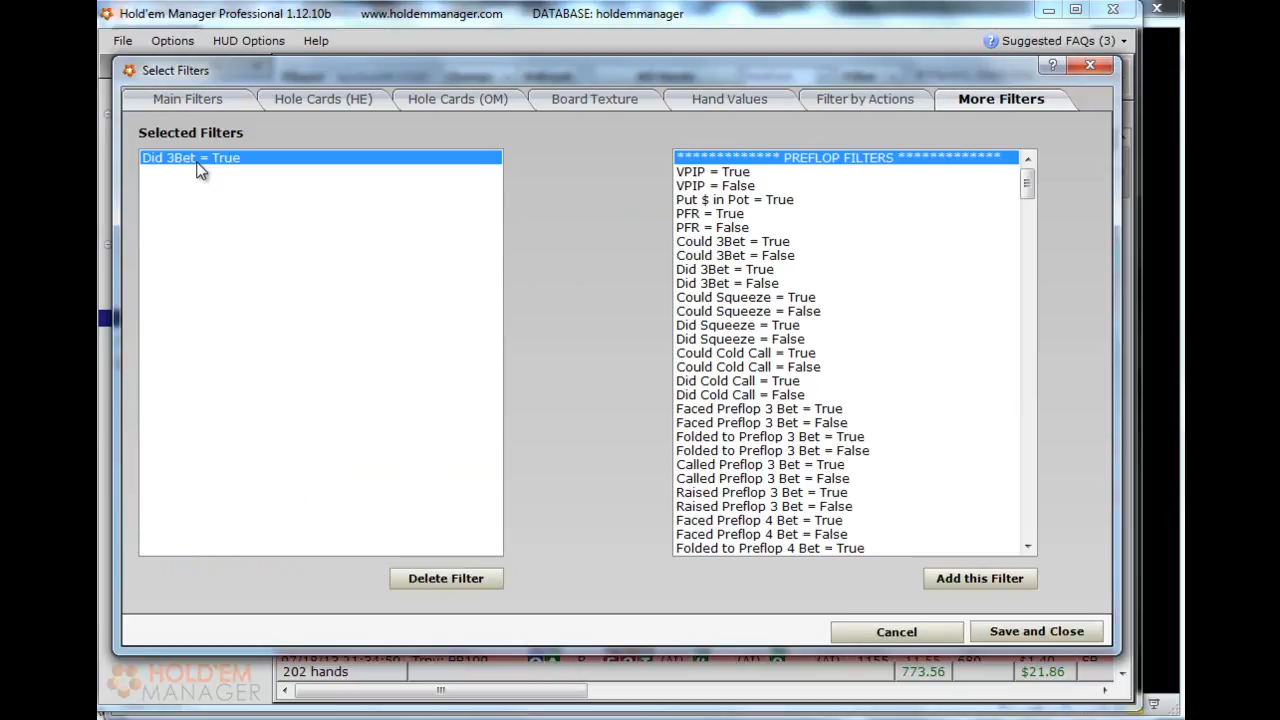 Hold'em Manager Professional 1.12.10b www.holdemmanager.com DATABASE: holdemmanager
File Options HUD Options Help Suggested FAQs (3)
Select Filters
Main Filters Hole Cards (HE) Hole Cards (OM) Board Texture Hand Values Filter by Actions More Filters
Selected Filters
Did 3Bet = True
************* PREFLOP FILTERS *************
VPIP = True
VPIP = False
Put $ in Pot = True
PFR = True
PFR = False
Could 3Bet = True
Could 3Bet = False
Did 3Bet = True
Did 3Bet = False
Could Squeeze = True
Could Squeeze = False
Did Squeeze = True
Did Squeeze = False
Could Cold Call = True
Could Cold Call = False
Did Cold Call = True
Did Cold Call = False
Faced Preflop 3 Bet = True
Faced Preflop 3 Bet = False
Folded to Preflop 3 Bet = True
Folded to Preflop 3 Bet = False
Called Preflop 3 Bet = True
Called Preflop 3 Bet = False
Raised Preflop 3 Bet = True
Raised Preflop 3 Bet = False
Faced Preflop 4 Bet = True
Faced Preflop 4 Bet = False
Folded to Preflop 4 Bet = True
Delete Filter Add this Filter
Cancel Save and Close
HOLD'EM
MANAGER
202 hands 773.56 $21.86